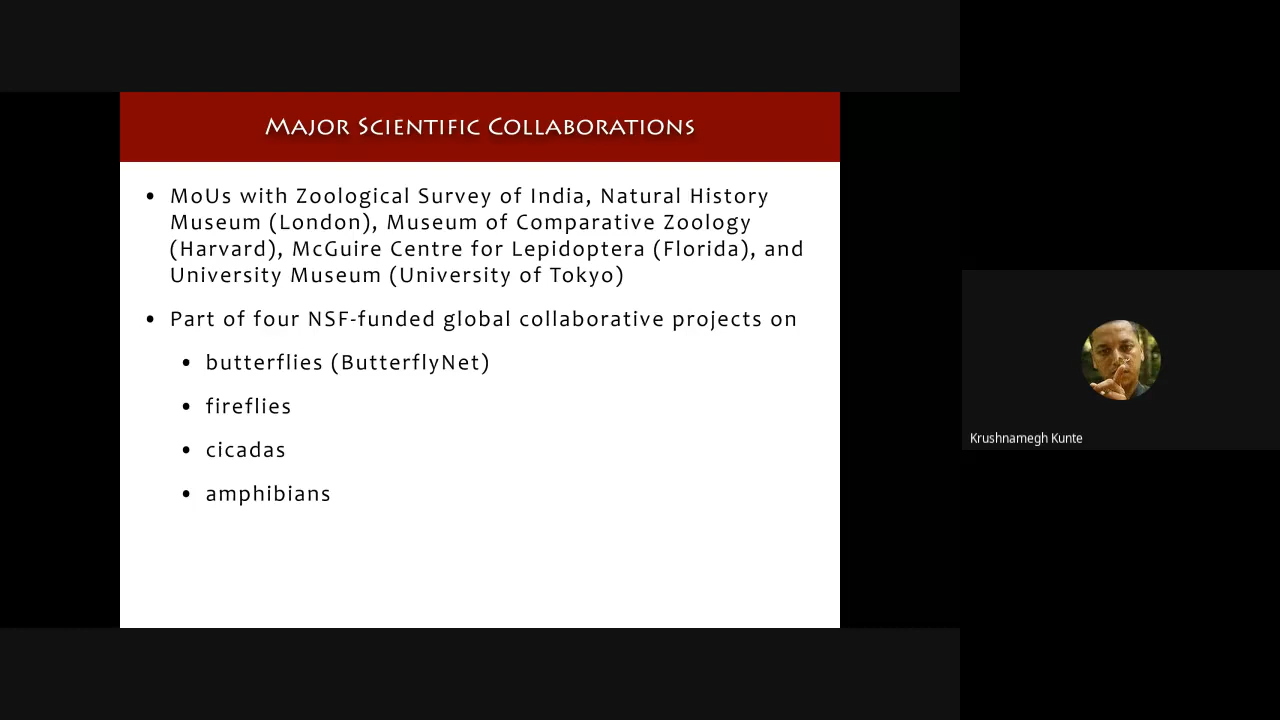 Major Scientific Collaborations
• MoUs with Zoological Survey of India, Natural History
Museum (London), Museum of Comparative Zoology
(Harvard), McGuire Centre for Lepidoptera (Florida), and
University Museum (University of Tokyo)
• Part of four NSF-funded global collaborative projects on
• butterflies (ButterflyNet)
• fireflies
• cicadas
• amphibians
Krushnamegh Kunte